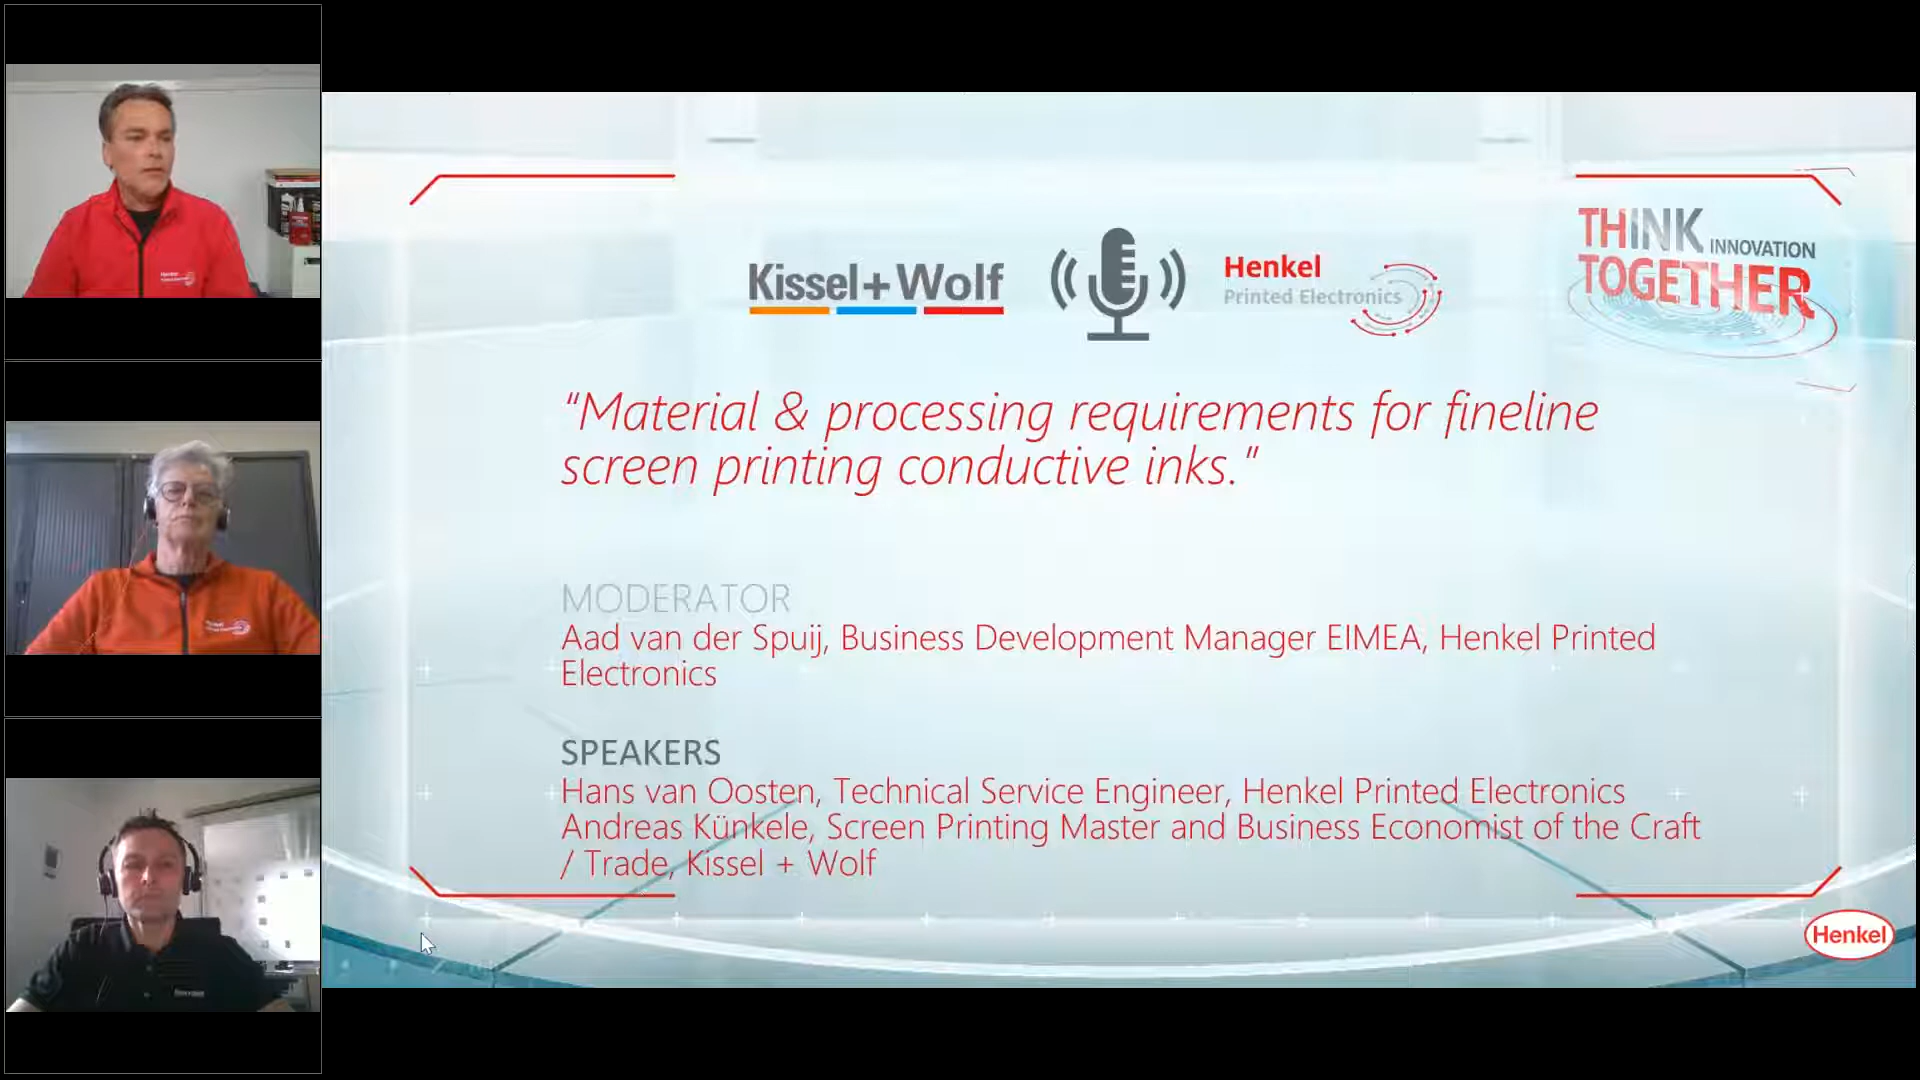 Kissel+Wolf
Henkel
Printed Electronics
THINK INNOVATION
TOGETHER
“Material & processing requirements for fineline
screen printing conductive inks.”
MODERATOR
Aad van der Spuij, Business Development Manager EIMEA, Henkel Printed
Electronics
SPEAKERS
Hans van Oosten, Technical Service Engineer, Henkel Printed Electronics
Andreas Künkele, Screen Printing Master and Business Economist of the Craft
/ Trade, Kissel + Wolf
Henkel